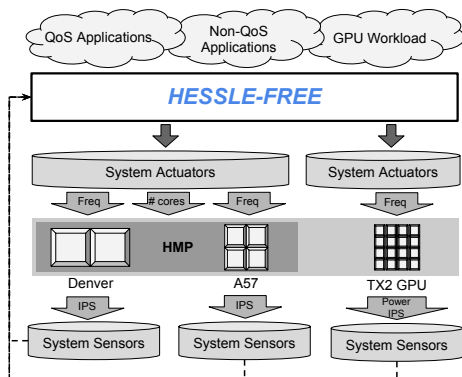 QoS Applications
Non-QoS
Applications
GPU Workload
HESSLE-FREE
System Actuators
System Actuators
Freq
# cores
Freq
Freq
HMP
Denver
A57
TX2 GPU
IPS
IPS
Power
IPS
System Sensors
System Sensors
System Sensors